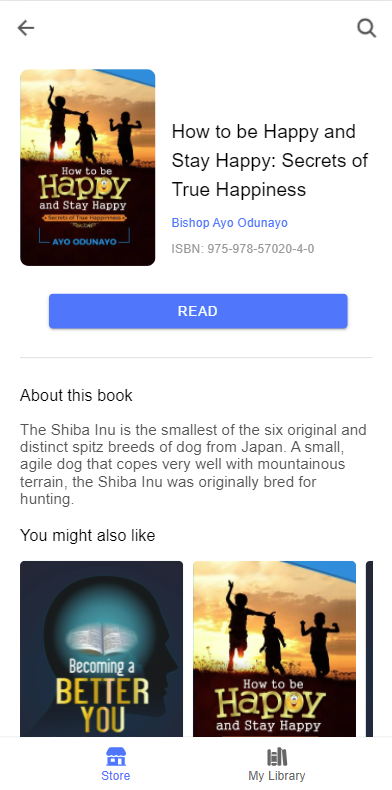 How to be
Happy
and Stay Happy
Secrets of True Happinness
AYO ODUNAYO
How to be Happy and
Stay Happy: Secrets of
True Happiness
Bishop Ayo Odunayo
ISBN: 975-978-57020-4-0
READ
About this book
The Shiba Inu is the smallest of the six original and
distinct spitz breeds of dog from Japan. A small,
agile dog that copes very well with mountainous
terrain, the Shiba Inu was originally bred for
hunting.
You might also like
Becoming a
BETTER
YOU
How to be
Happy
and Stay Happy
Store
My Library